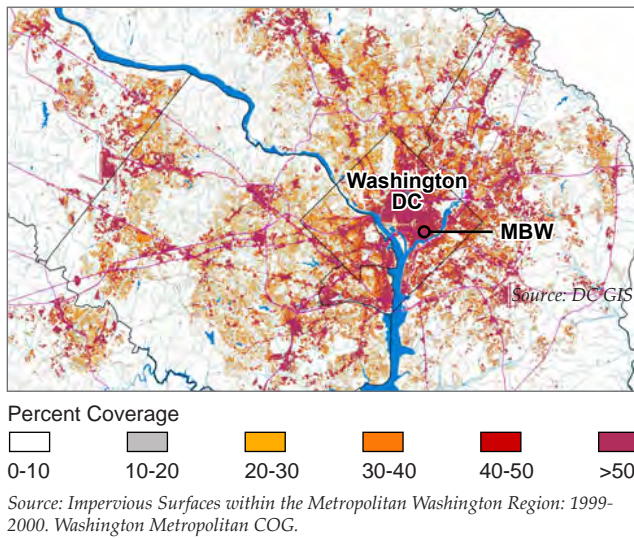 Washington
DC
MBW
Source: DC GIS
Percent Coverage
0-10 10-20 20-30 30-40 40-50 >50
Source: Impervious Surfaces within the Metropolitan Washington Region: 1999-
2000. Washington Metropolitan COG.